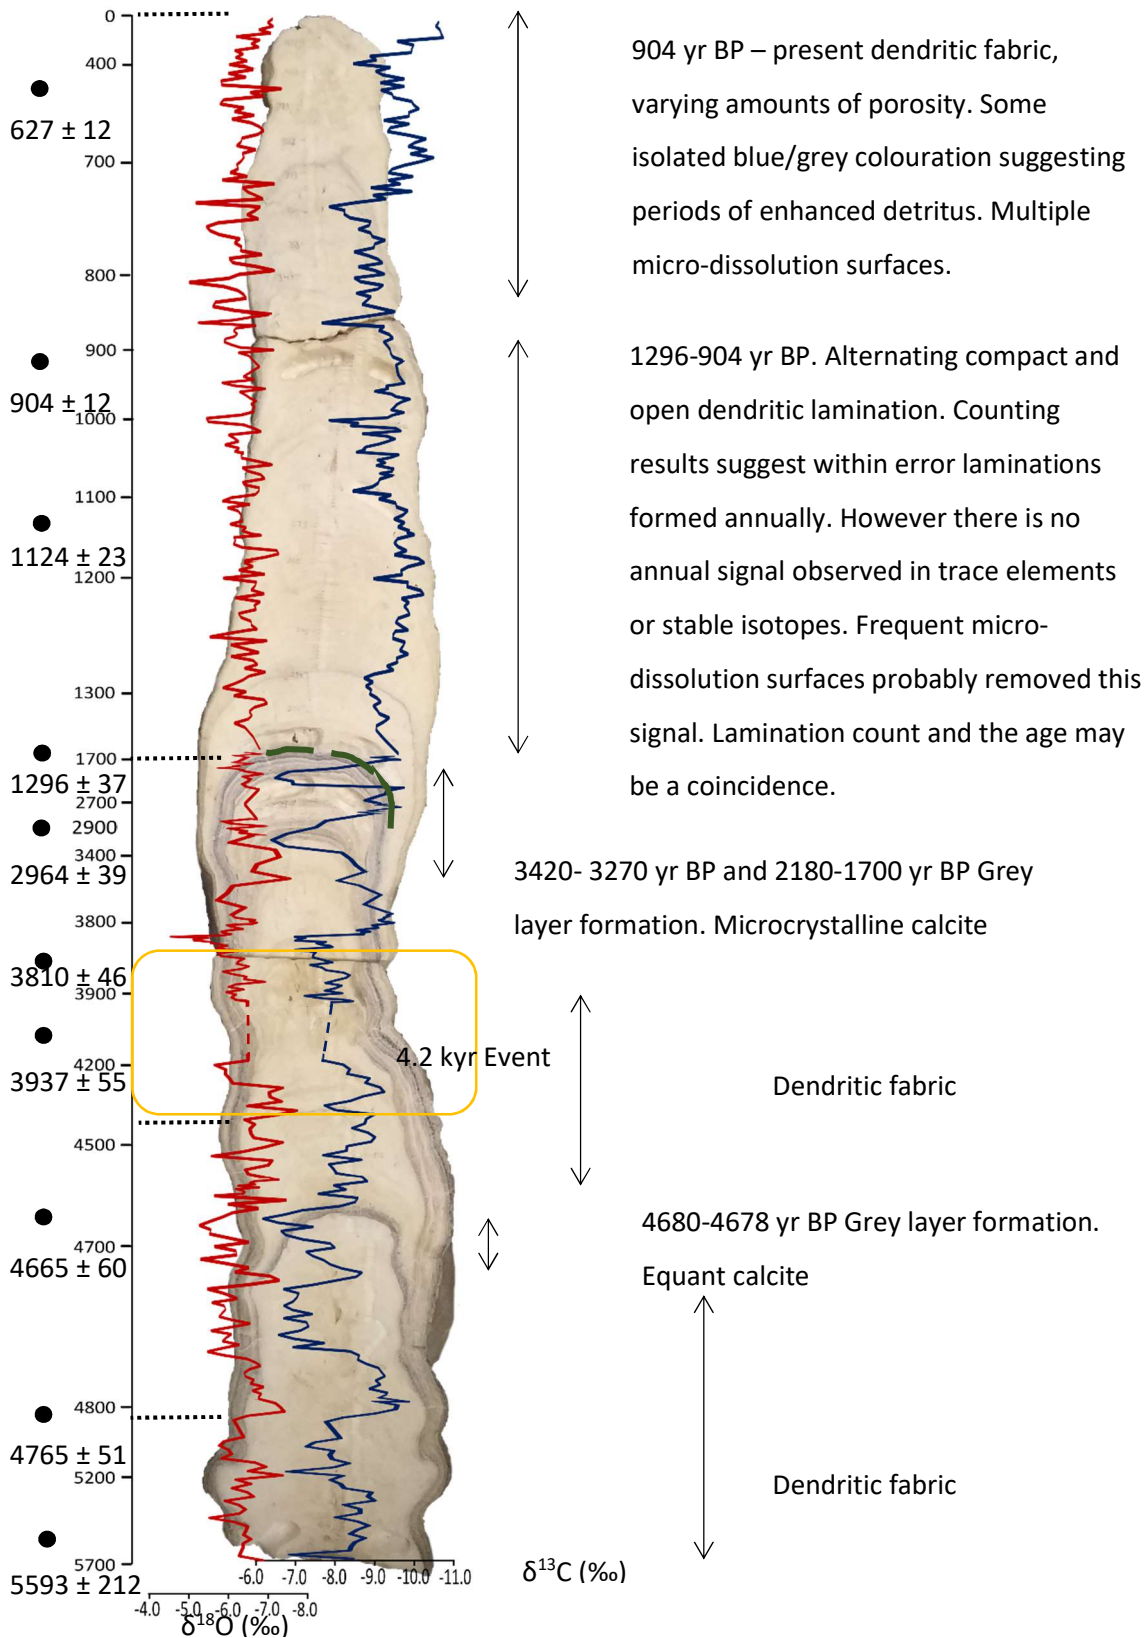 0
400
627 ± 12
700
800
900
904 ± 12
1000
1100
1124 ± 23
1200
1300
1700
1296 ± 37
2700
2900
3400
2964 ± 39
3800
3810 ± 46
3900
4200
3937 ± 55
4500
4700
4665 ± 60
4800
4765 ± 51
5200
5700
5593 ± 212
904 yr BP – present dendritic fabric,
varying amounts of porosity. Some
isolated blue/grey colouration suggesting
periods of enhanced detritus. Multiple
micro-dissolution surfaces.
1296-904 yr BP. Alternating compact and
open dendritic lamination. Counting
results suggest within error laminations
formed annually. However there is no
annual signal observed in trace elements
or stable isotopes. Frequent micro-
dissolution surfaces probably removed this
signal. Lamination count and the age may
be a coincidence.
3420- 3270 yr BP and 2180-1700 yr BP Grey
layer formation. Microcrystalline calcite
4.2 kyr Event
Dendritic fabric
4680-4678 yr BP Grey layer formation.
Equant calcite
Dendritic fabric
-6.0 -7.0 -8.0 -9.0 -10.0 -11.0
δ13C (‰)
-4.0 -5.0 -6.0 -7.0 -8.0
δ18O (‰)